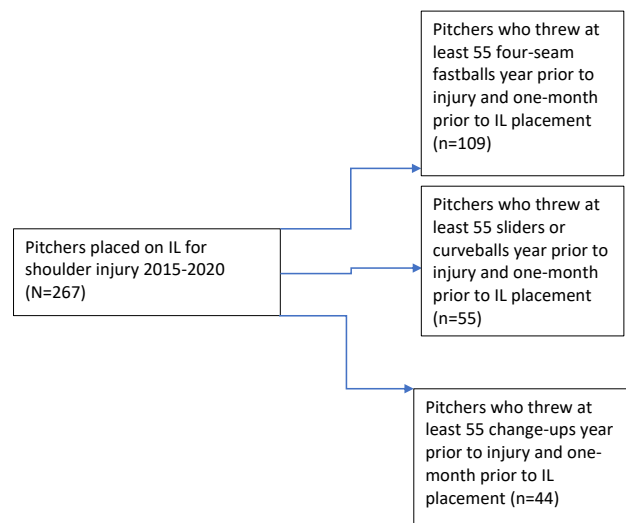 Pitchers who threw at
least 55 four-seam
fastballs year prior to
injury and one-month
prior to IL placement
(n=109)
Pitchers placed on IL for
shoulder injury 2015-2020
(N=267)
Pitchers who threw at
least 55 sliders or
curveballs year prior to
injury and one-month
prior to IL placement
(n=55)
Pitchers who threw at
least 55 change-ups year
prior to injury and one-
month prior to IL
placement (n=44)